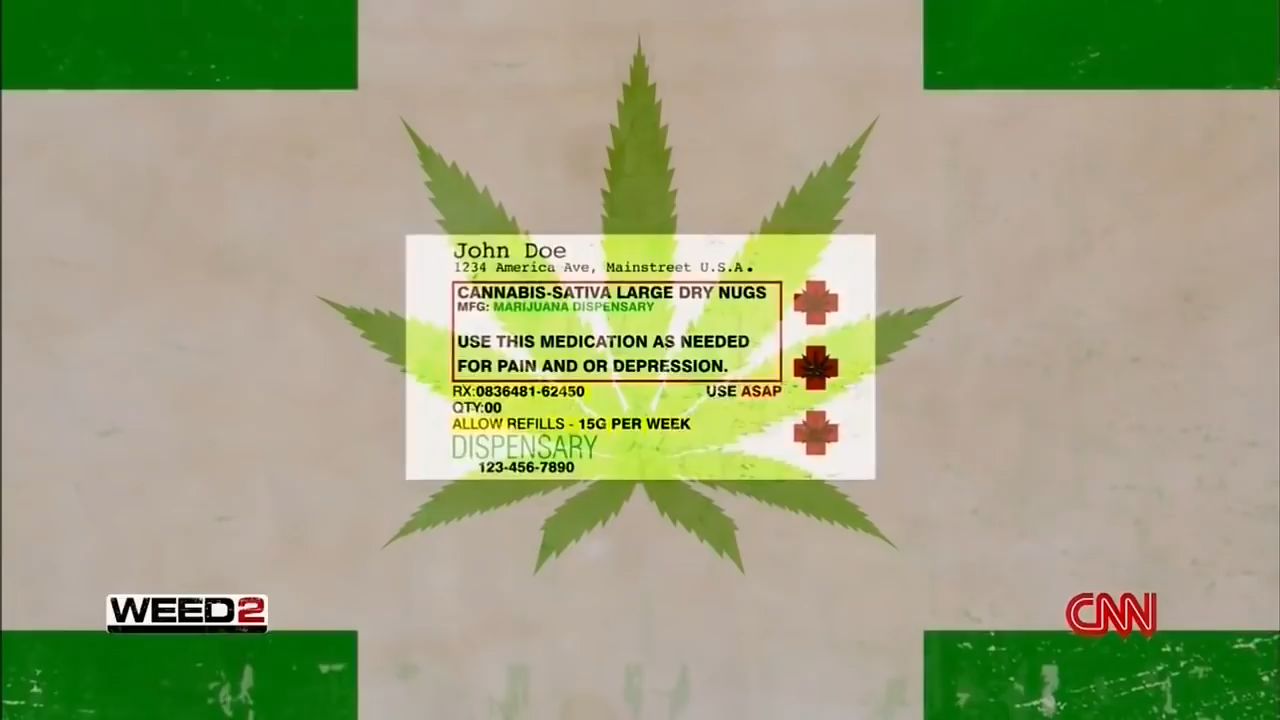 John Doe
1234 America Ave, Mainstreet U.S.A.
CANNABIS-SATIVA LARGE DRY NUGS
MFG: MARIJUANA DISPENSARY
USE THIS MEDICATION AS NEEDED
FOR PAIN AND OR DEPRESSION.
RX:0836481-62450 USE ASAP
QTY:00
ALLOW REFILLS - 15G PER WEEK
DISPENSARY
123-456-7890
WEED2
CNN